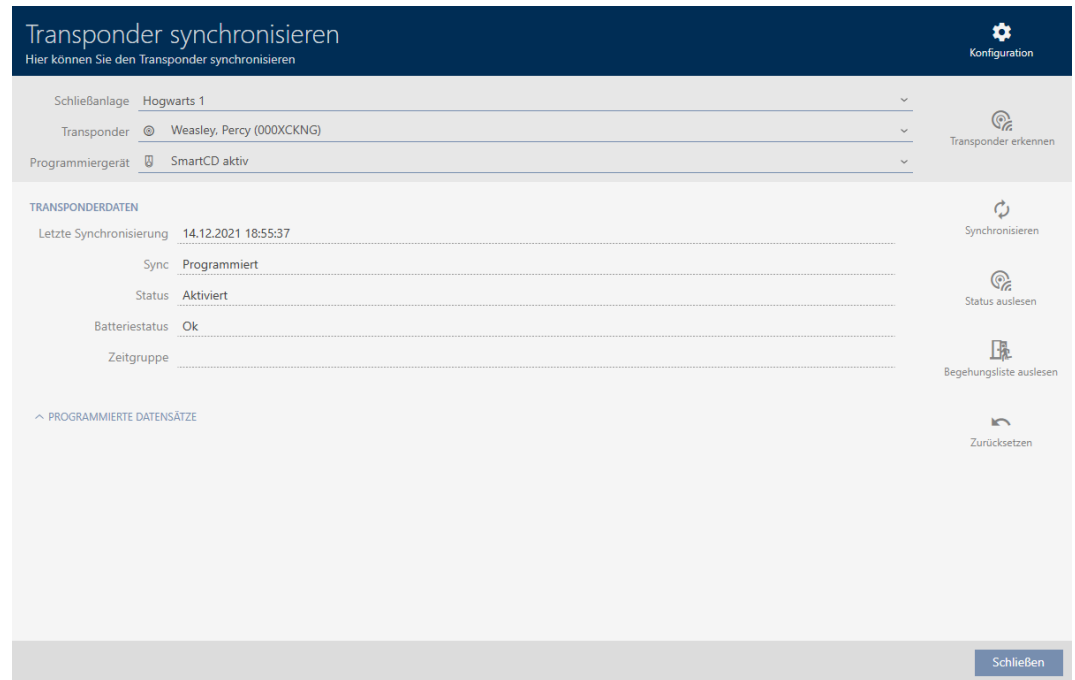 Transponder synchronisieren
Hier können Sie den Transponder synchronisieren
Konfiguration
Schließanlage Hogwarts 1
Transponder Weasley, Percy (000XCKNG)
Programmiergerät SmartCD aktiv
Transponder erkennen
TRANSPONDERDATEN
Letzte Synchronisierung 14.12.2021 18:55:37
Sync Programmiert
Status Aktiviert
Batteriestatus Ok
Zeitgruppe
PROGRAMMIERTE DATENSÄTZE
Synchronisieren
Status auslesen
Begehungsliste auslesen
Zurücksetzen
Schließen